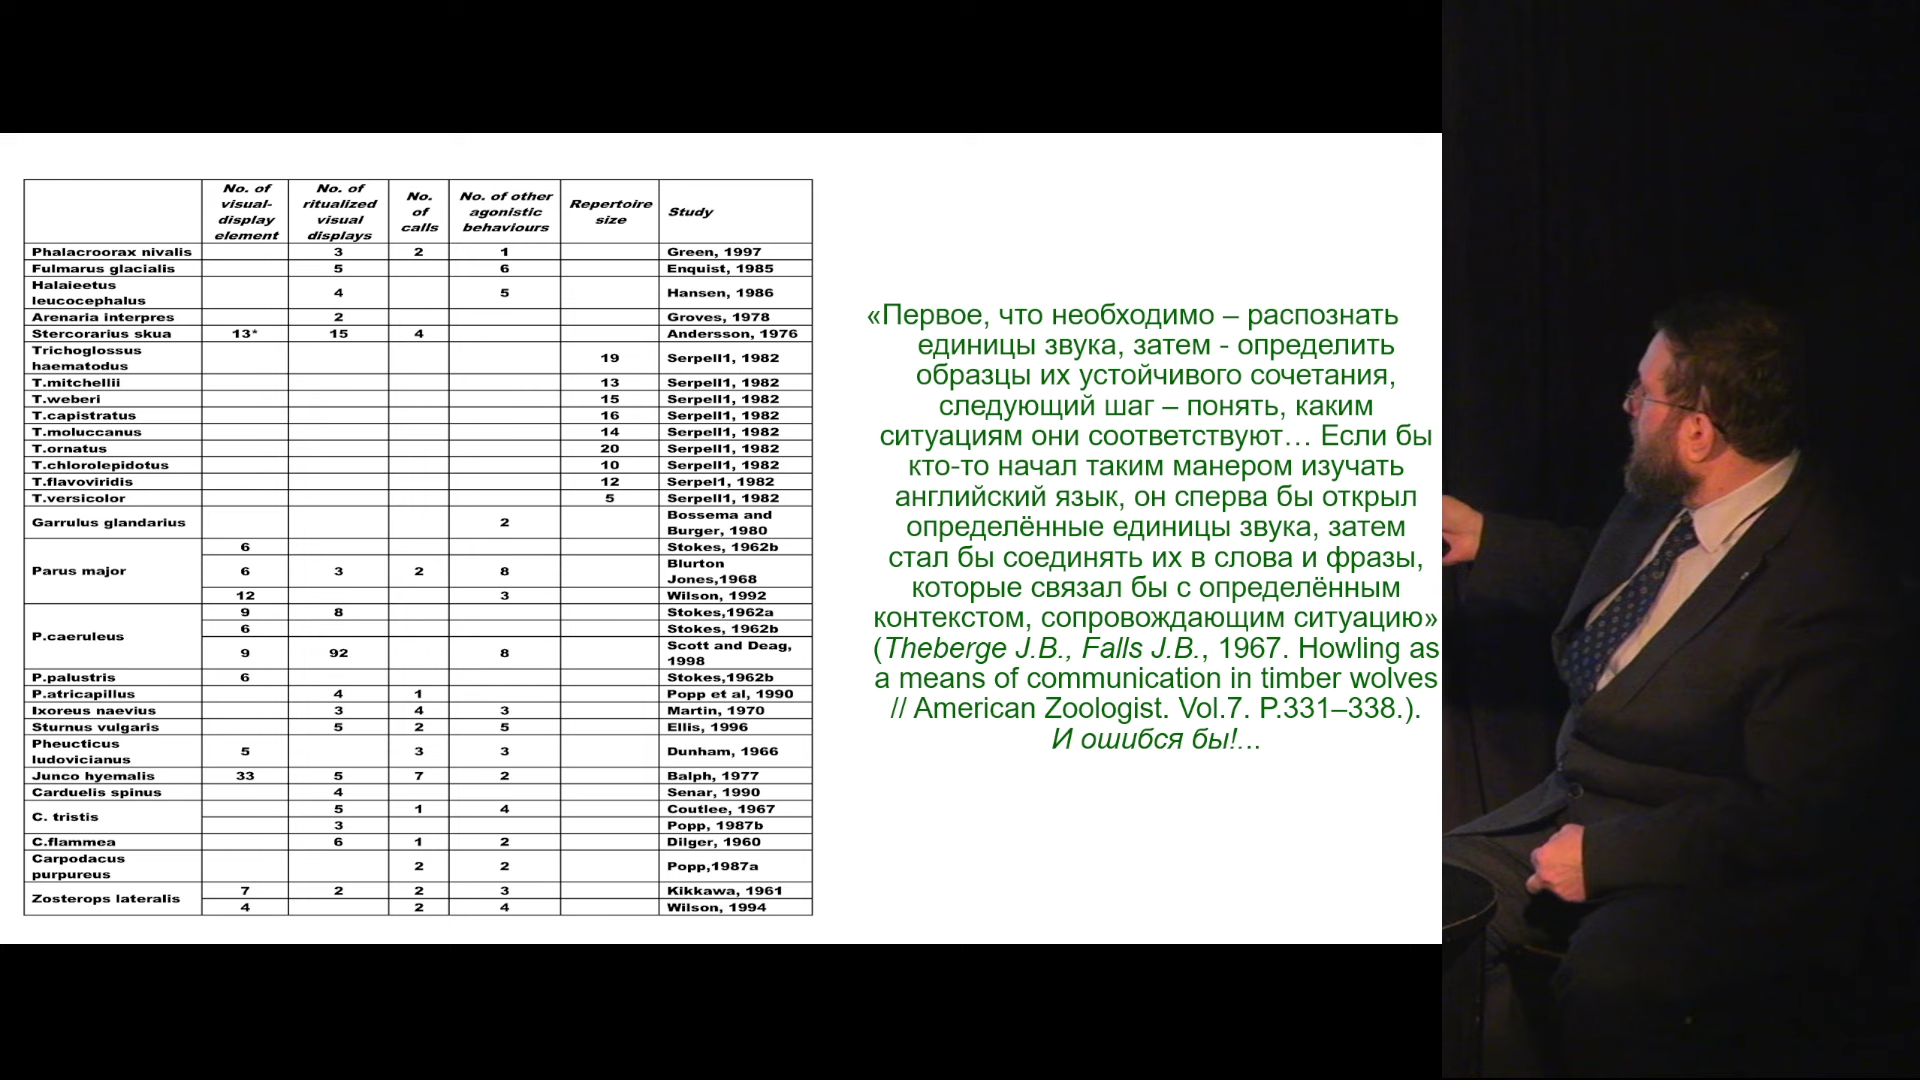 No. of visual-display element No. of ritualized visual displays No. of calls No. of other agonistic behaviours Repertoire size Study
Phalacroorax nivalis 3 2 1 Green, 1997
Fulmarus glacialis 5 6 Enquist, 1985
Halaieetus leucocephalus 4 5 Hansen, 1986
Arenaria interpres 2 Groves, 1978
Stercorarius skua 13* 15 4 Andersson, 1976
Trichoglossus haematodus 19 Serpell1, 1982
T.mitchellii 13 Serpell1, 1982
T.weberi 15 Serpell1, 1982
T.capistratus 16 Serpell1, 1982
T.moluccanus 14 Serpell1, 1982
T.ornatus 20 Serpell1, 1982
T.chlorolepidotus 10 Serpell1, 1982
T.flavoviridis 12 Serpel1, 1982
T.versicolor 5 Serpell1, 1982
Garrulus glandarius 2 Bossema and Burger, 1980
Parus major 6 Stokes, 1962b
6 3 2 8 Blurton Jones,1968
12 3 Wilson, 1992
P.caeruleus 9 8 Stokes,1962a
6 Stokes, 1962b
9 92 8 Scott and Deag, 1998
P.palustris 6 Stokes,1962b
P.atricapillus 4 1 Popp et al, 1990
Ixoreus naevius 3 4 3 Martin, 1970
Sturnus vulgaris 5 2 5 Ellis, 1996
Pheucticus ludovicianus 5 3 3 Dunham, 1966
Junco hyemalis 33 5 7 2 Balph, 1977
Carduelis spinus 4 Senar, 1990
C. tristis 5 1 4 Coutlee, 1967
3 Popp, 1987b
C.flammea 6 1 2 Dilger, 1960
Carpodacus purpureus 2 2 Popp,1987a
Zosterops lateralis 7 2 2 3 Kikkawa, 1961
4 2 4 Wilson, 1994
«Первое, что необходимо – распознать
единицы звука, затем - определить
образцы их устойчивого сочетания,
следующий шаг – понять, каким
ситуациям они соответствуют… Если бы
кто-то начал таким манером изучать
английский язык, он сперва бы открыл
определённые единицы звука, затем
стал бы соединять их в слова и фразы,
которые связал бы с определённым
контекстом, сопровождающим ситуацию»
(Theberge J.B., Falls J.B., 1967. Howling as
a means of communication in timber wolves
// American Zoologist. Vol.7. P.331–338.).
И ошибся бы!...